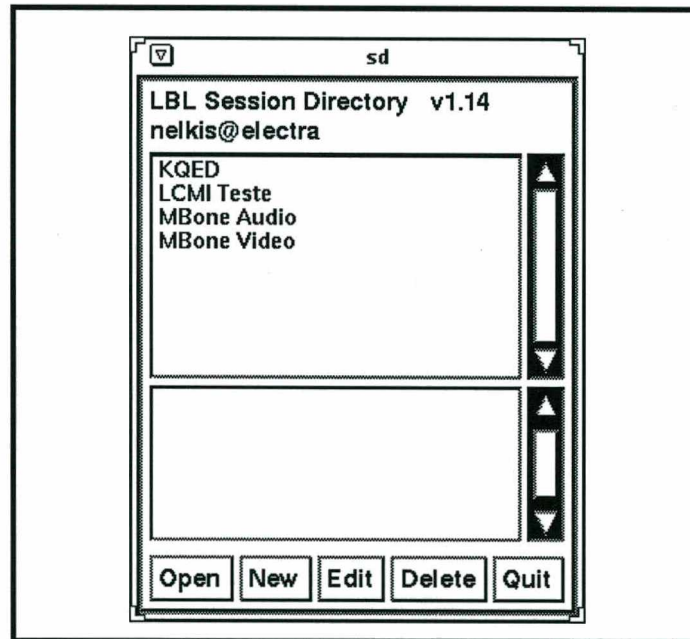 sd
LBL Session Directory v1.14
nelkis@electra
KQED
LCMI Teste
MBone Audio
MBone Video
Open New Edit Delete Quit